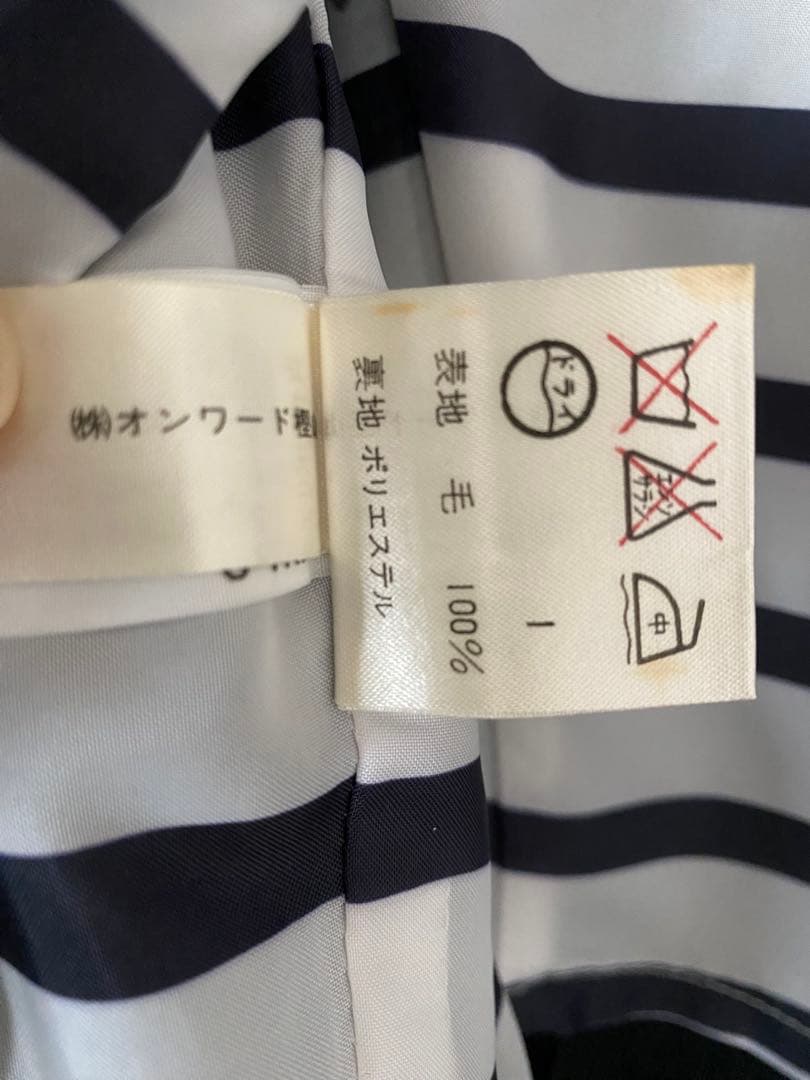 エンソ
サラシ
中
ドライ
1
表地 毛 100%
裏地 ポリエステル
㈱オンワード